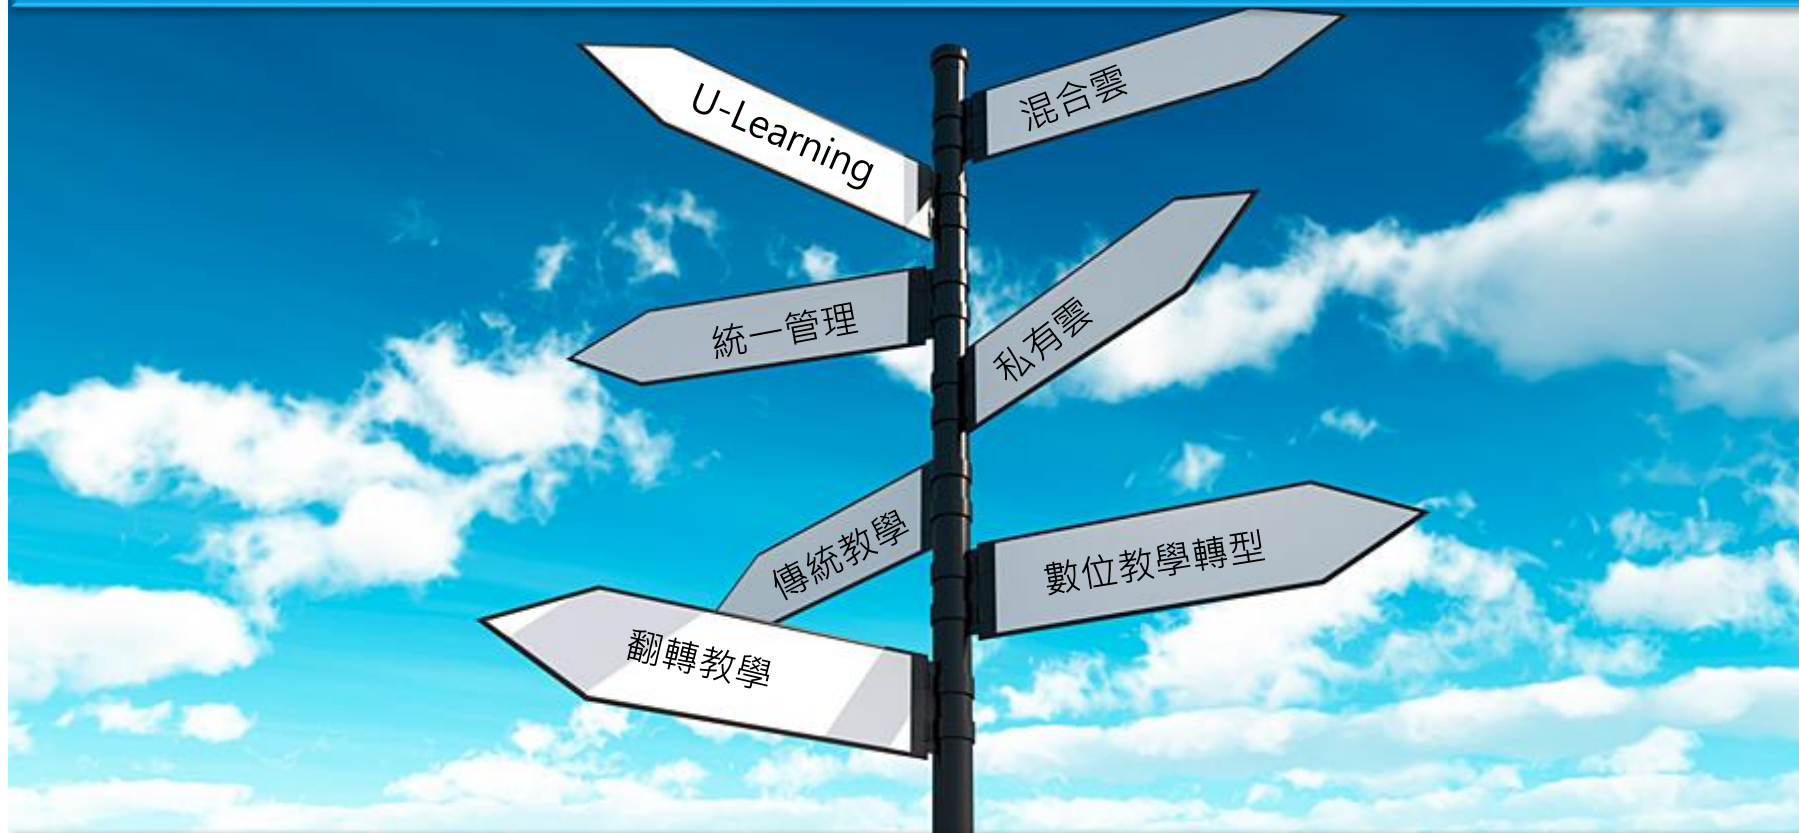 U-Learning
混合雲
統一管理
私有雲
傳統教學
數位教學轉型
翻轉教學